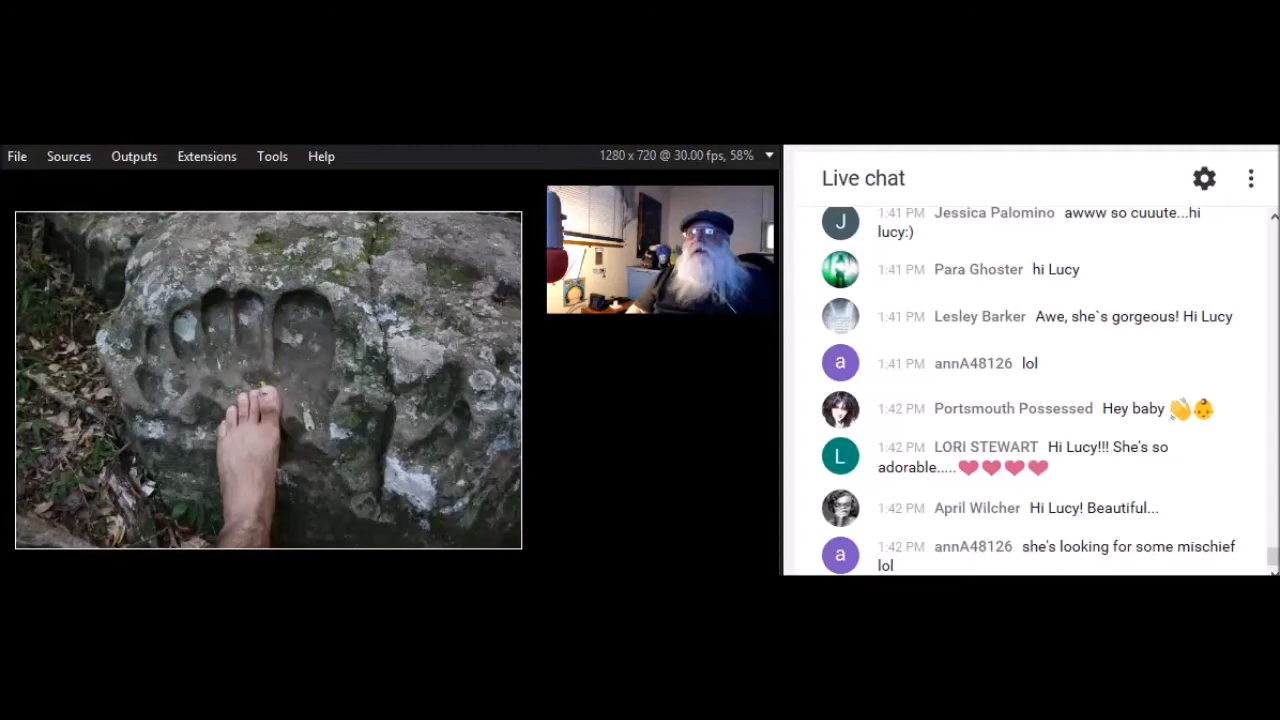 File Sources Outputs Extensions Tools Help 1280 x 720 @ 30.00 fps, 58%
Live chat
1:41 PM Jessica Palomino awww so cuuute...hi
lucy:)
J
1:41 PM Para Ghoster hi Lucy
1:41 PM Lesley Barker Awe, she`s gorgeous! Hi Lucy
a 1:41 PM annA48126 lol
1:42 PM Portsmouth Possessed Hey baby 👋👶
L
1:42 PM LORI STEWART Hi Lucy!!! She's so
adorable.....❤❤❤❤
1:42 PM April Wilcher Hi Lucy! Beautiful...
a
1:42 PM annA48126 she's looking for some mischief
lol